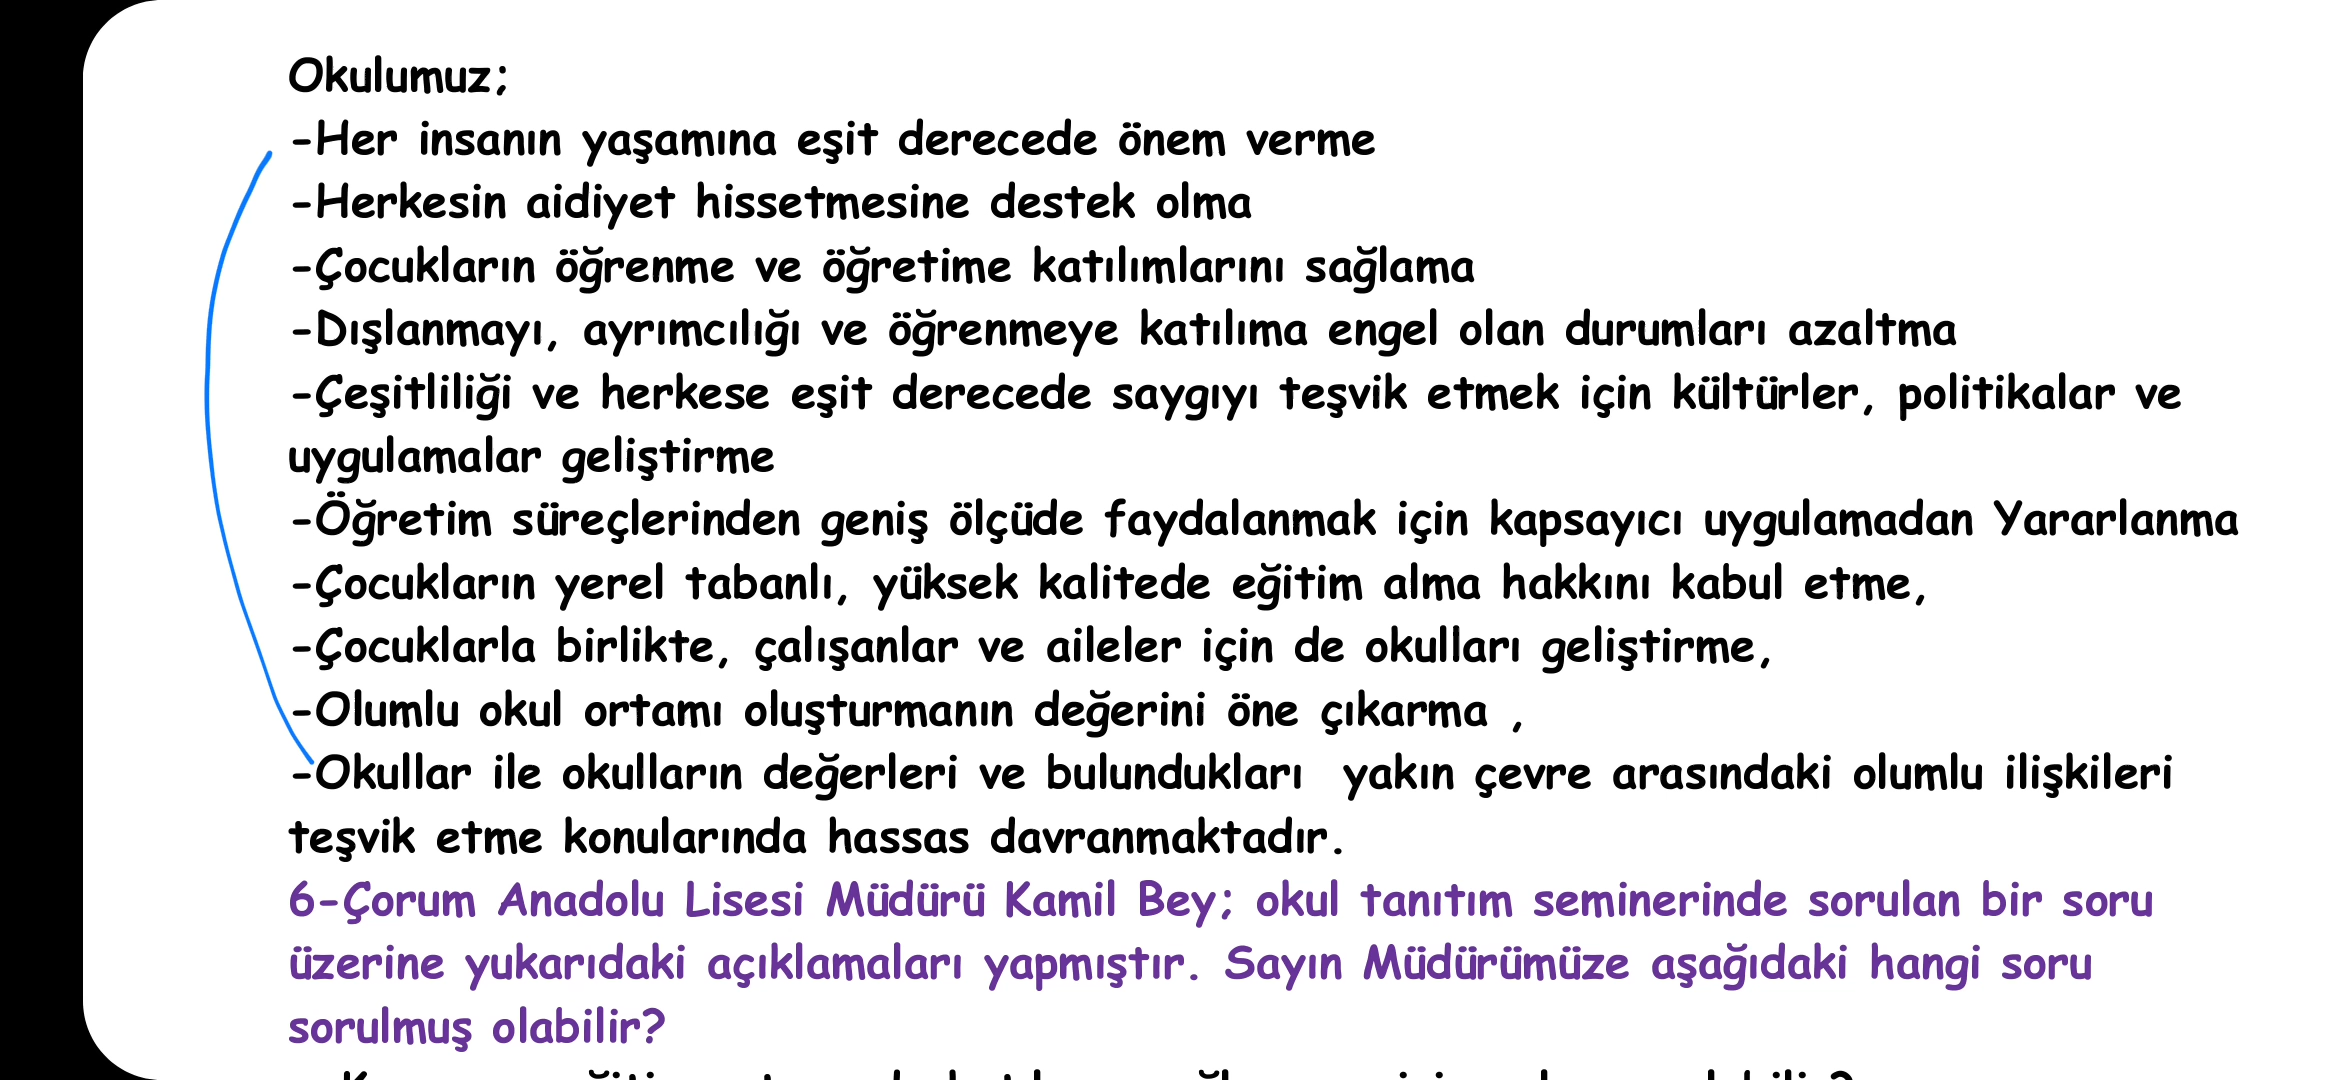 Okulumuz;
-Her insanın yaşamına eşit derecede önem verme
-Herkesin aidiyet hissetmesine destek olma
-Çocukların öğrenme ve öğretime katılımlarını sağlama
-Dışlanmayı, ayrımcılığı ve öğrenmeye katılıma engel olan durumları azaltma
-Çeşitliliği ve herkese eşit derecede saygıyı teşvik etmek için kültürler, politikalar ve
uygulamalar geliştirme
-Öğretim süreçlerinden geniş ölçüde faydalanmak için kapsayıcı uygulamadan Yararlanma
-Çocukların yerel tabanlı, yüksek kalitede eğitim alma hakkını kabul etme,
-Çocuklarla birlikte, çalışanlar ve aileler için de okulları geliştirme,
-Olumlu okul ortamı oluşturmanın değerini öne çıkarma ,
-Okullar ile okulların değerleri ve bulundukları  yakın çevre arasındaki olumlu ilişkileri
teşvik etme konularında hassas davranmaktadır.
6-Çorum Anadolu Lisesi Müdürü Kamil Bey; okul tanıtım seminerinde sorulan bir soru
üzerine yukarıdaki açıklamaları yapmıştır. Sayın Müdürümüze aşağıdaki hangi soru
sorulmuş olabilir?